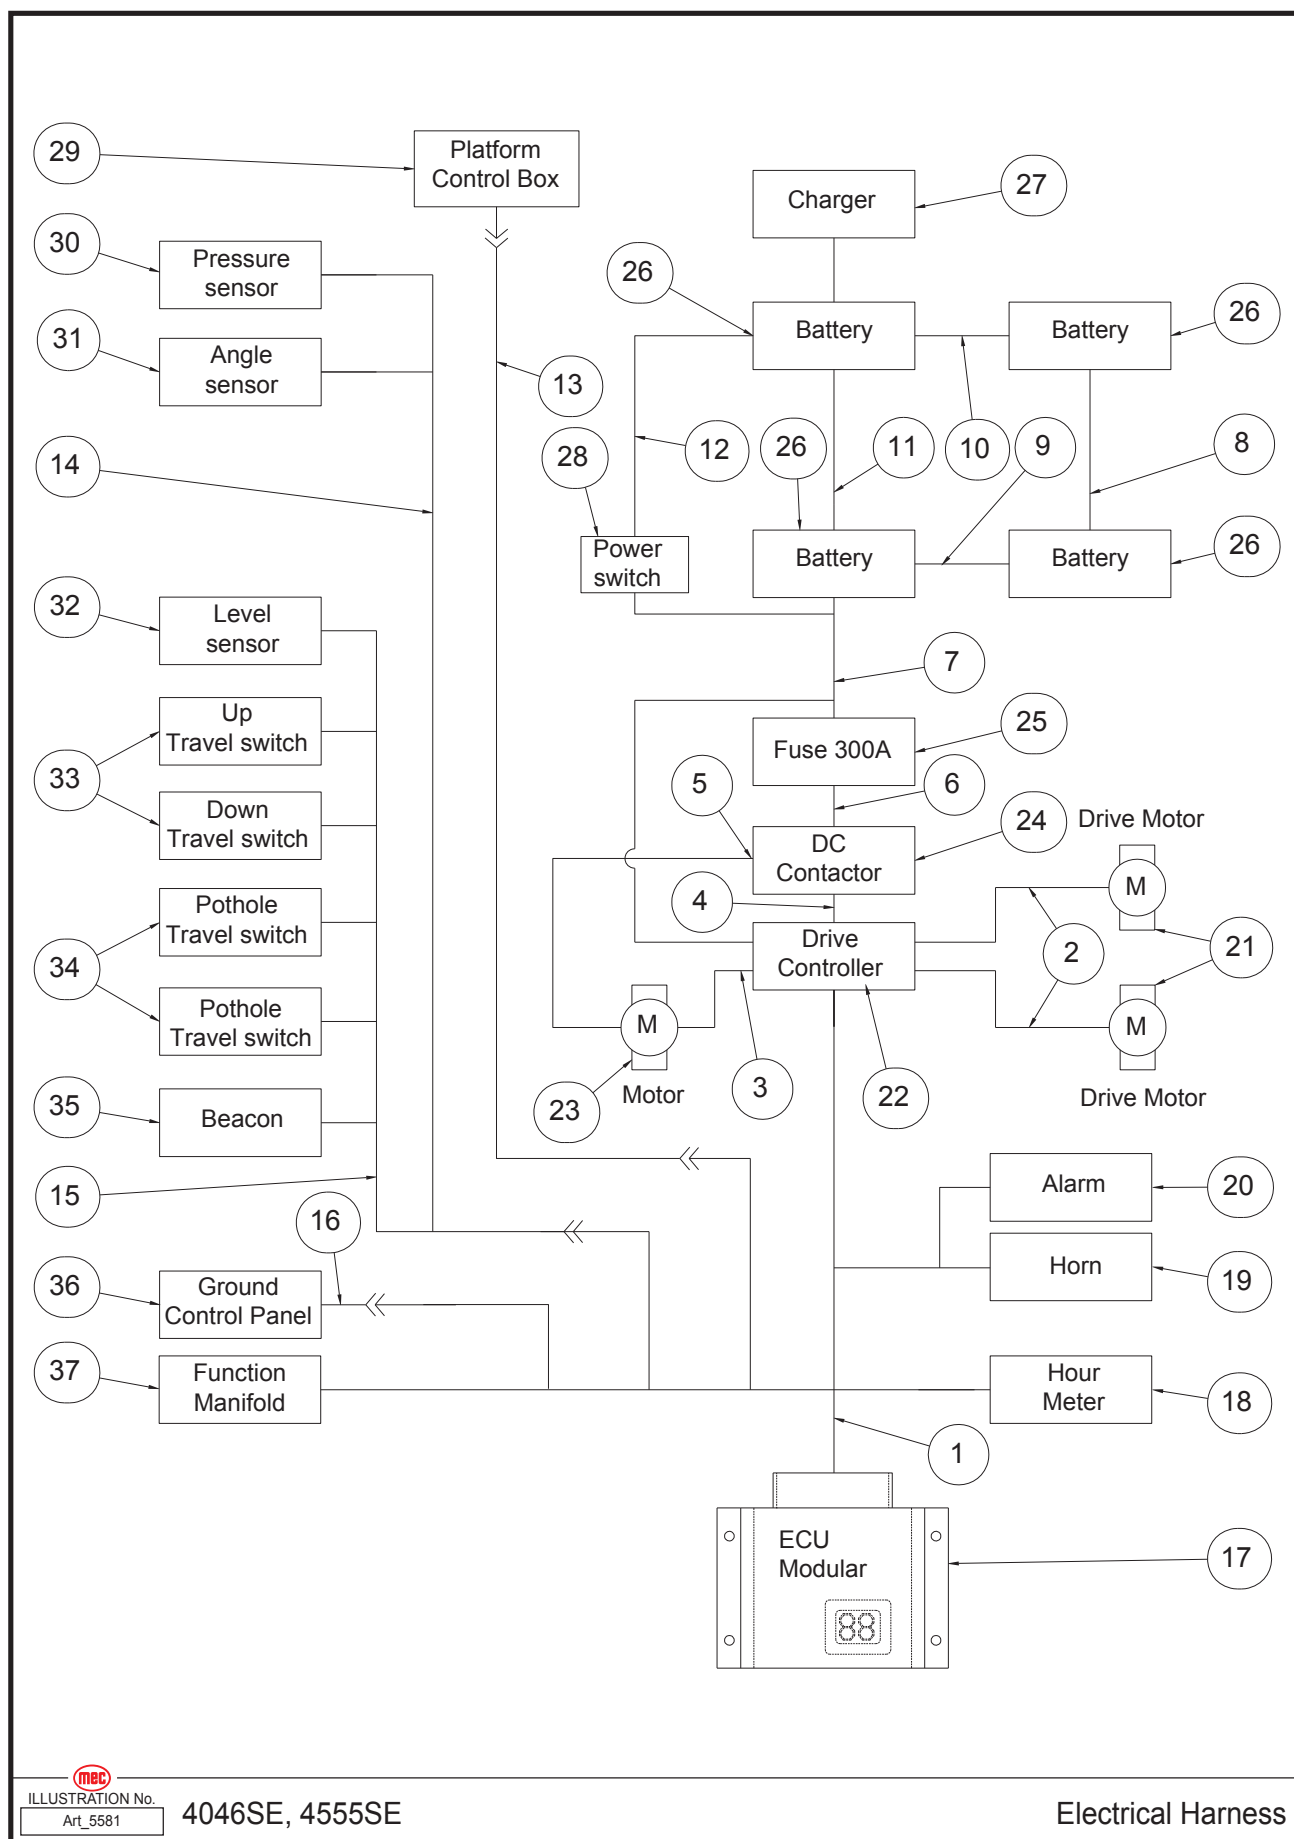 29
Platform
Control Box
30
Pressure
sensor
31
Angle
sensor
14
13
Charger
27
26
Battery
Battery
26
10
9
8
11
12
28
26
Power
switch
Battery
Battery
26
32
Level
sensor
33
Up
Travel switch
Down
Travel switch
34
Pothole
Travel switch
Pothole
Travel switch
35
Beacon
15
16
36
Ground
Control Panel
37
Function
Manifold
7
Fuse 300A
25
6
5
DC
Contactor
24
4
Drive
Controller
22
3
M
Motor
23
Drive Motor
M
2
21
M
Drive Motor
Alarm
20
Horn
19
Hour
Meter
18
1
ECU
Modular
88
17
mec
ILLUSTRATION No.
Art_5581
4046SE, 4555SE
Electrical Harness